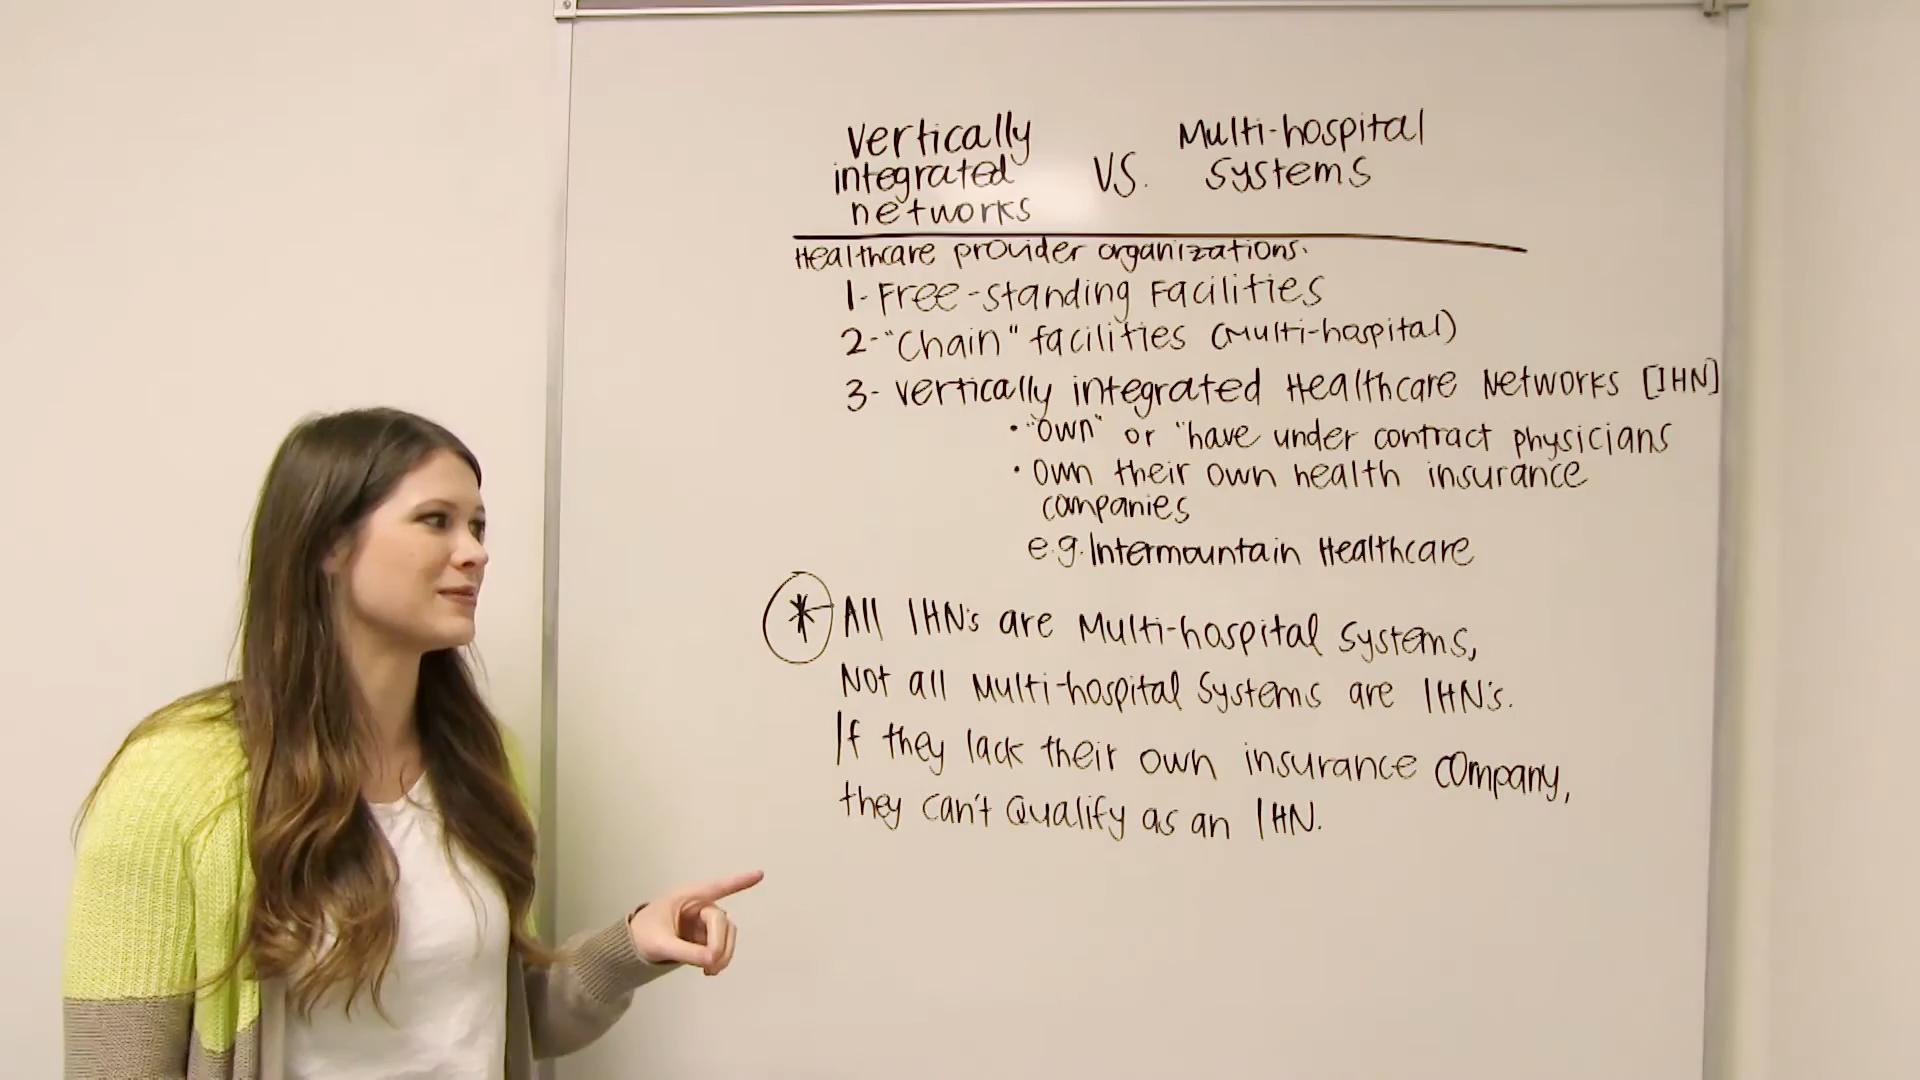 Vertically
integrated
networks
VS.
Multi-hospital
systems
Healthcare provider organizations.
1- Free-standing Facilities
2- "Chain" facilities (Multi-hospital)
3- Vertically integrated Healthcare Networks [IHN]
• "own" or "have under contract physicians
• own their own health insurance
companies
e.g. Intermountain Healthcare
* All IHN's are Multi-hospital Systems,
Not all Multi-hospital Systems are IHN's.
If they lack their own insurance company,
they can't Qualify as an IHN.